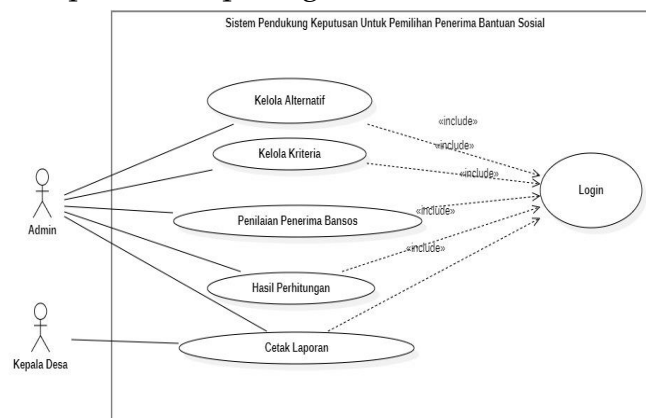 Sistem Pendukung Keputusan Untuk Pemilihan Penerima Bantuan Sosial
Kelola Alternatif
«include»
«include»
Kelola Kriteria
«include»
Login
Admin
Penilaian Penerima Bansos
«include»
«include»
Hasil Perhitungan
Cetak Laporan
Kepala Desa